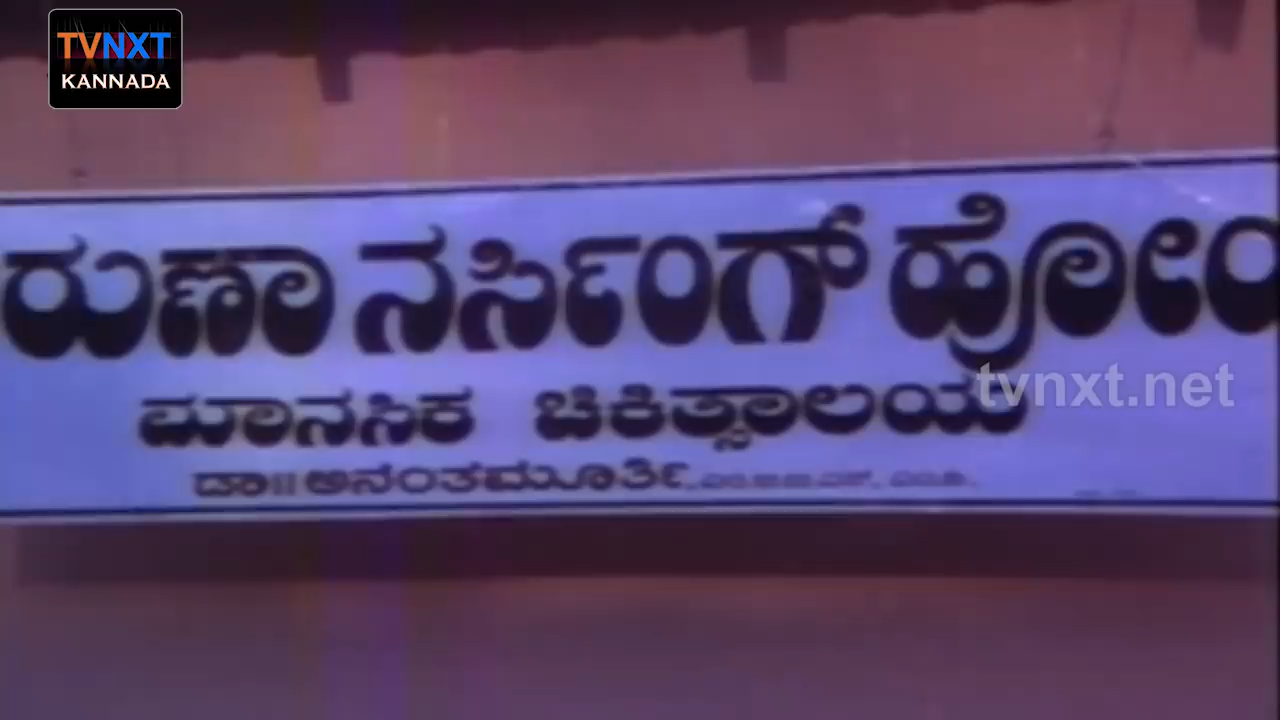 TVNXT
KANNADA
ರುಣಾ ನರ್ಸಿಂಗ್ ಹೋಂ
ಮಾನಸಿಕ ಚಿಕಿತ್ಸಾಲಯ
tvnxt.net
ಡಾ॥ ಅನಂತಮೂರ್ತಿ